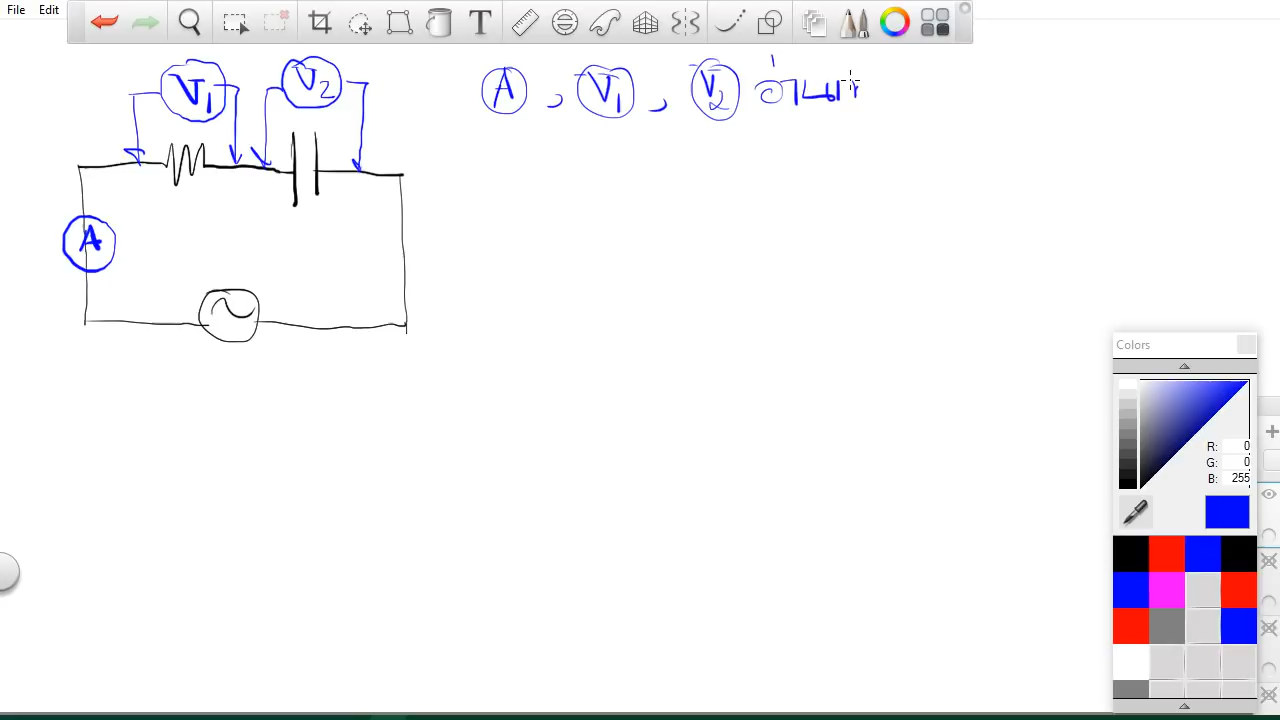 File Edit
V1 V2 A , V1 , V2
A
Colors
R: 0
G: 0
B: 255